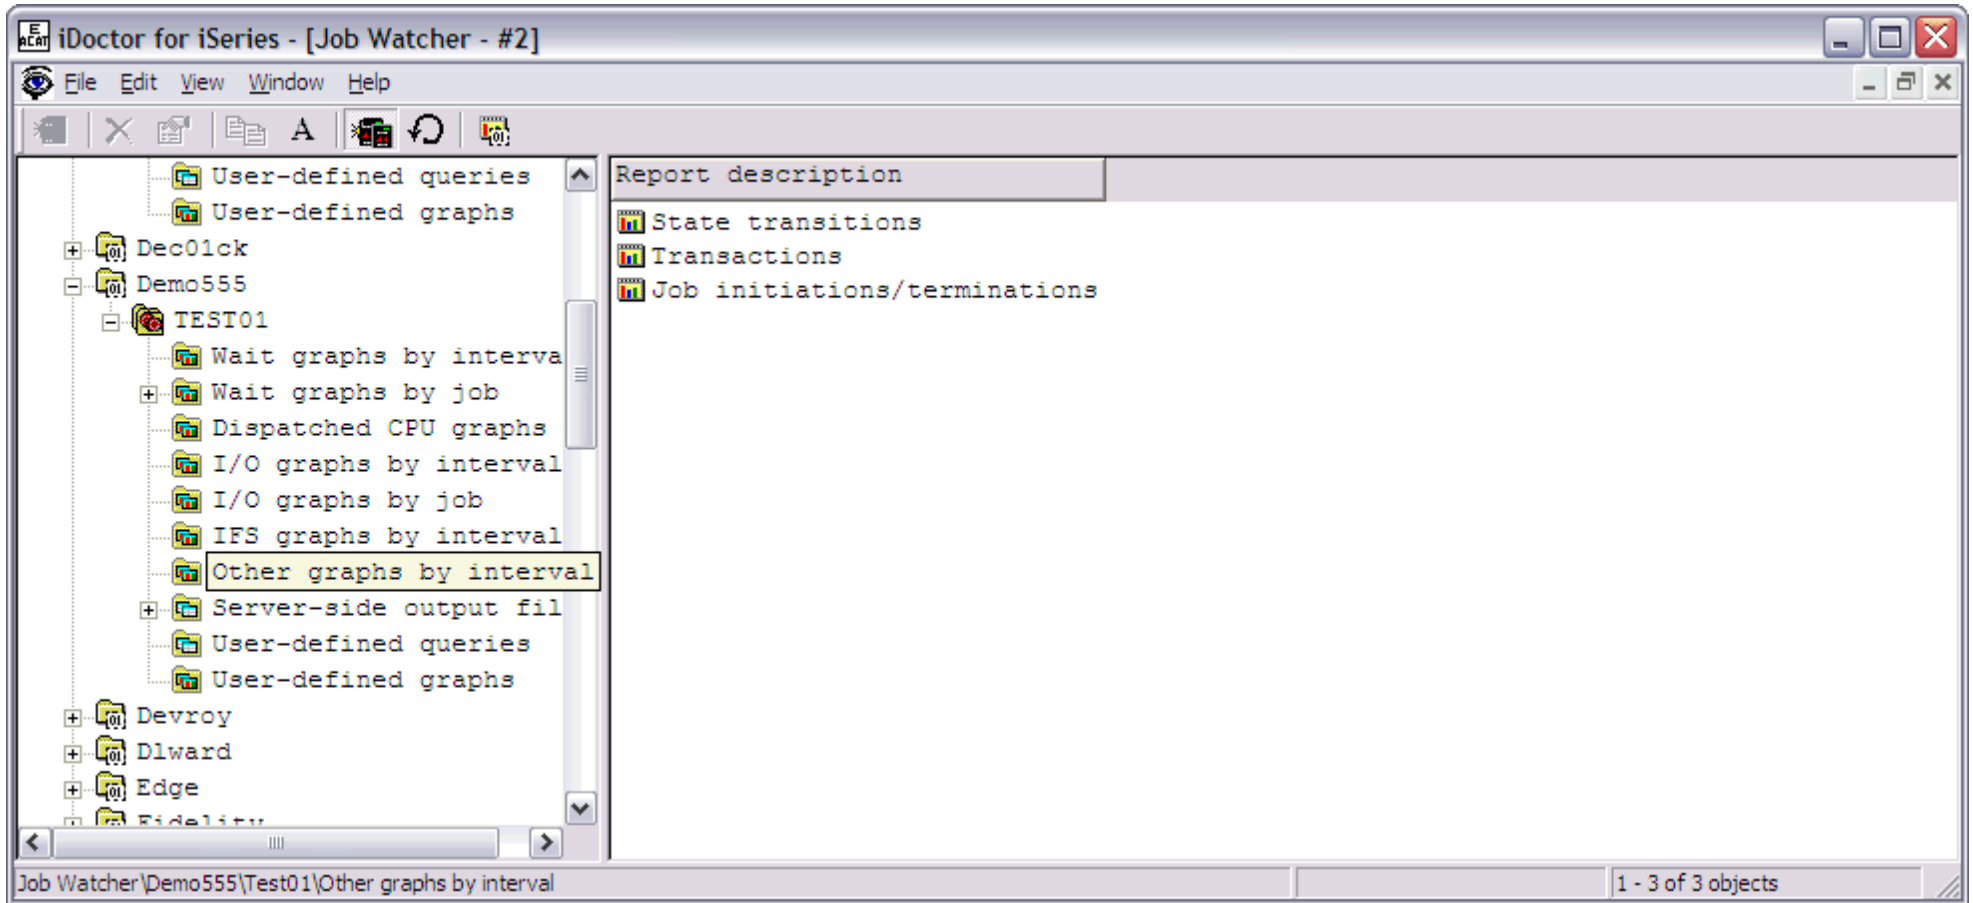 iDoctor for iSeries - [Job Watcher - #2]
File Edit View Window Help
A
User-defined queries
User-defined graphs
Dec01ck
Demo555
TEST01
Wait graphs by interva
Wait graphs by job
Dispatched CPU graphs
I/O graphs by interval
I/O graphs by job
IFS graphs by interval
Other graphs by interval
Server-side output fil
User-defined queries
User-defined graphs
Devroy
Dlward
Edge
Fidelity
Report description
State transitions
Transactions
Job initiations/terminations
Job Watcher\Demo555\Test01\Other graphs by interval
1 - 3 of 3 objects